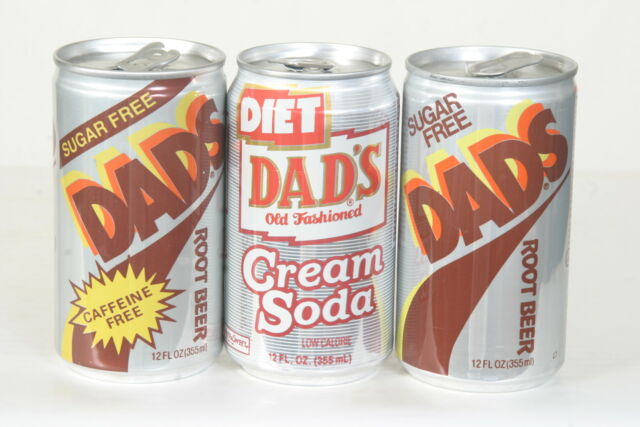 SUGAR FREE
DAD'S
ROOT BEER
CAFFEINE
FREE
12 FL OZ (355ml)
DIET
DAD'S
Old Fashioned
Cream
Soda
LOW CALORIE
12 FL. OZ. (355 mL)
SUGAR
FREE
DAD'S
ROOT BEER
12 FL OZ (355ml)